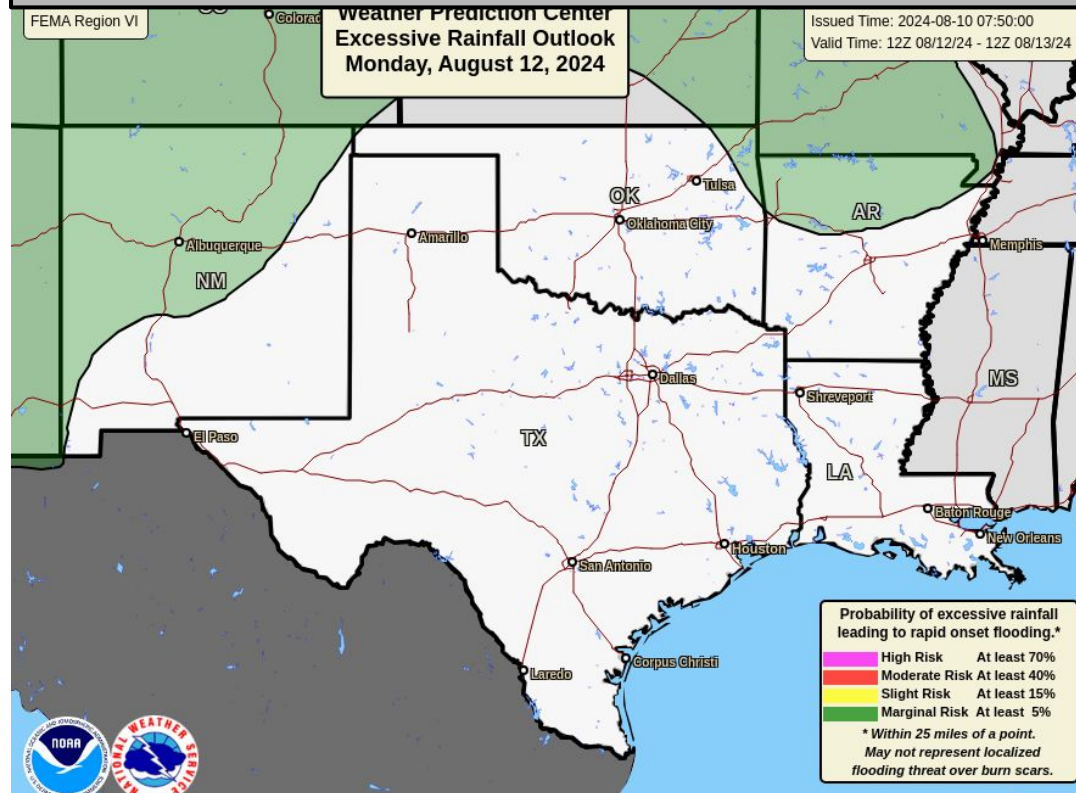 FEMA Region VI
Weather Prediction Center
Excessive Rainfall Outlook
Monday, August 12, 2024
Issued Time: 2024-08-10 07:50:00
Valid Time: 12Z 08/12/24 - 12Z 08/13/24
Tulsa
OK
Oklahoma City
AR
Albuquerque
Amarillo
Memphis
NM
Dallas
MS
Shreveport
El Paso
TX
LA
Baton Rouge
New Orleans
Houston
San Antonio
Corpus Christi
Laredo
Probability of excessive rainfall
leading to rapid onset flooding.*
High Risk At least 70%
Moderate Risk At least 40%
Slight Risk At least 15%
Marginal Risk At least 5%
* Within 25 miles of a point.
May not represent localized
flooding threat over burn scars.
NOAA
NATIONAL WEATHER SERVICE